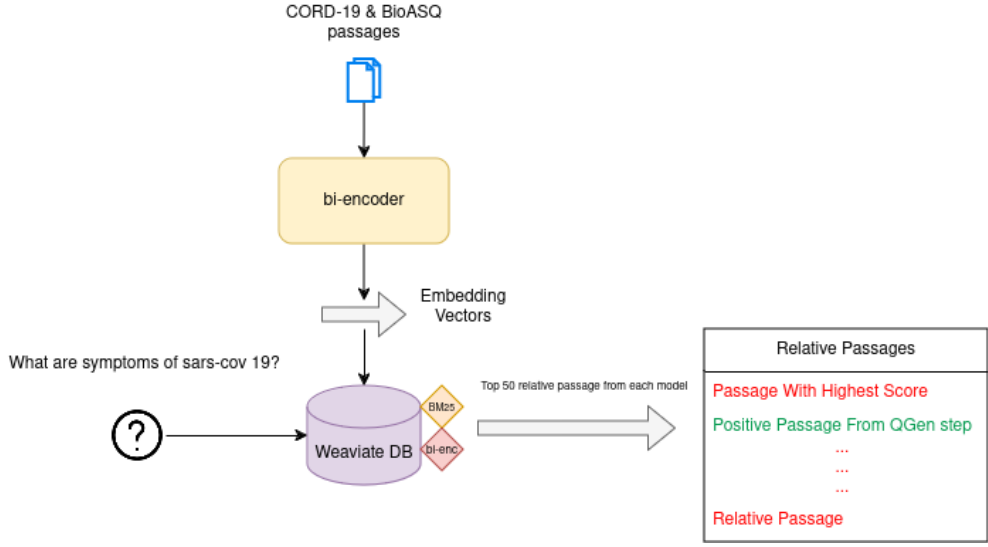 CORD-19 & BioASQ
passages
bi-encoder
Embedding
Vectors
What are symptoms of sars-cov 19?
Weaviate DB
BM25
bi-enc
Top 50 relative passage from each model
Relative Passages
Passage With Highest Score
Positive Passage From QGen step
...
...
...
Relative Passage